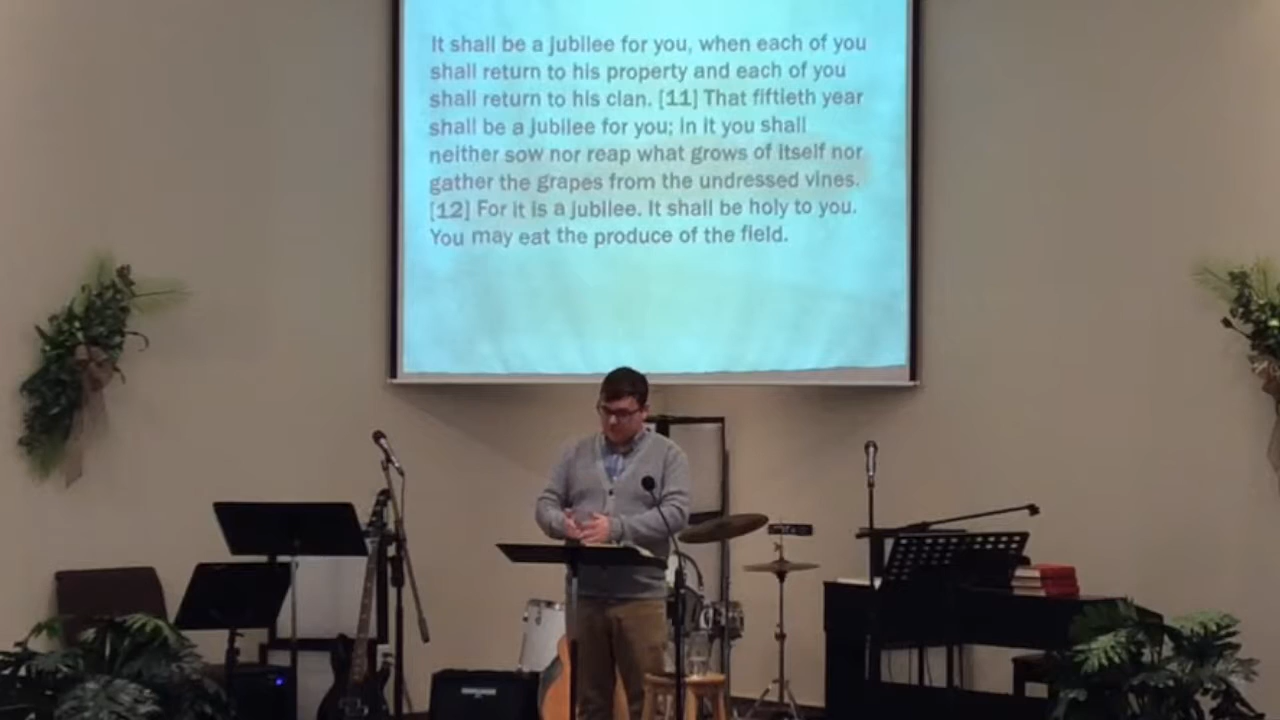 It shall be a jubilee for you, when each of you
shall return to his property and each of you
shall return to his clan. [11] That fiftieth year
shall be a jubilee for you; in it you shall
neither sow nor reap what grows of itself nor
gather the grapes from the undressed vines.
[12] For it is a jubilee. It shall be holy to you.
You may eat the produce of the field.